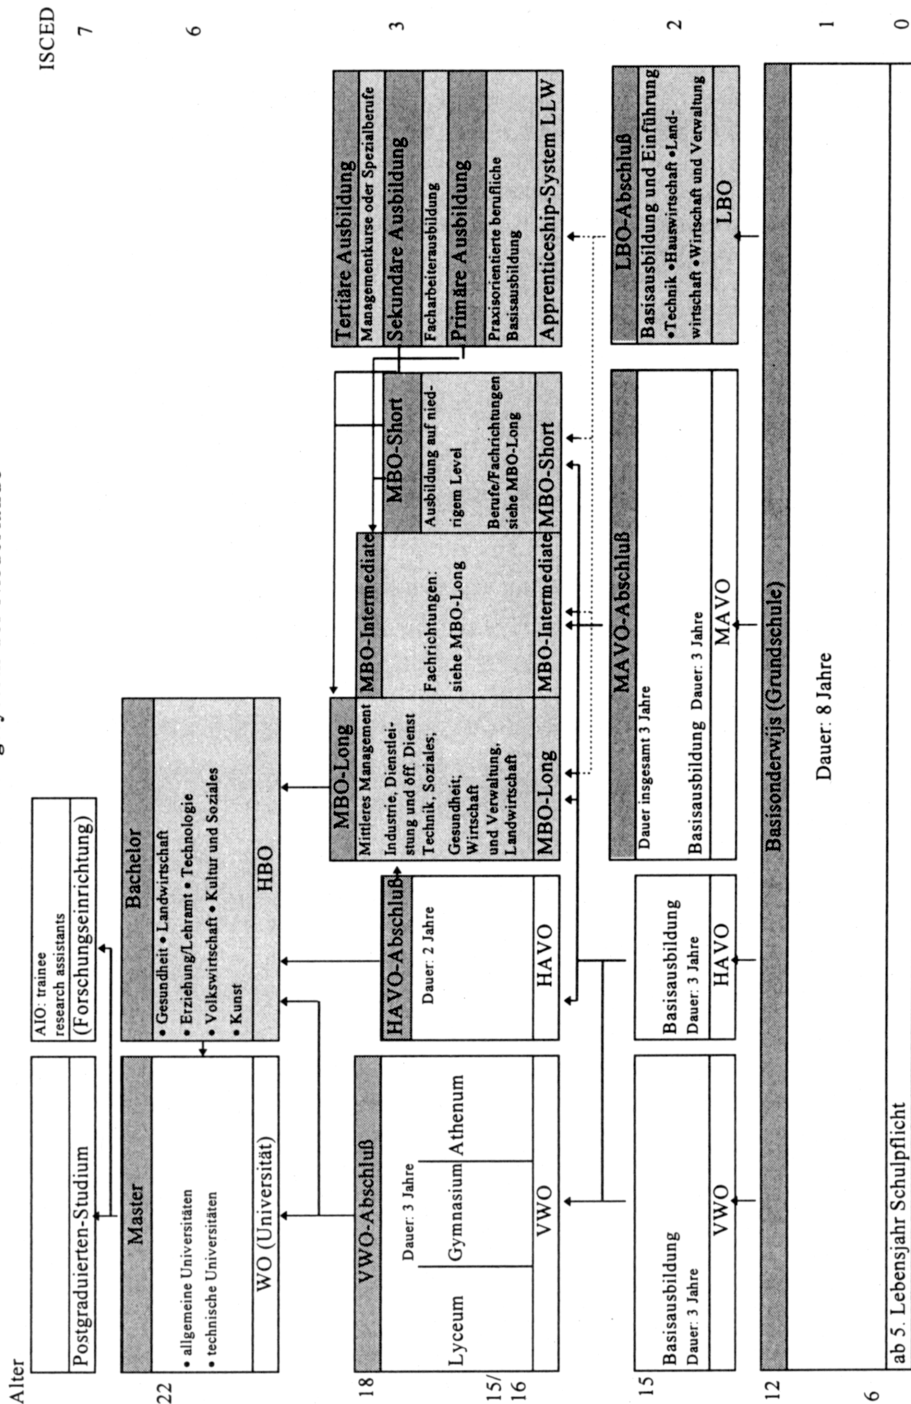 Alter
ISCED
7
6
3
2
1
0
22
18
15/
16
15
12
6
Postgraduierten-Studium
AIO: trainee
research assistants
(Forschungseinrichtung)
Master
• allgemeine Universitäten
• technische Universitäten
WO (Universität)
Bachelor
• Gesundheit • Landwirtschaft
• Erziehung/Lehramt • Technologie
• Volkswirtschaft • Kultur und Soziales
• Kunst
HBO
VWO-Abschluß
Dauer: 3 Jahre
Lyceum
Gymnasium
Athenum
VWO
HAVO-Abschluß
Dauer: 2 Jahre
HAVO
MBO-Long
Mittleres Management
Industrie, Dienstlei-
stung und öff. Dienst
Technik, Soziales;
Gesundheit;
Wirtschaft
und Verwaltung,
Landwirtschaft
MBO-Long
MBO-Intermediate
Fachrichtungen:
siehe MBO-Long
MBO-Intermediate
MBO-Short
Ausbildung auf nied-
rigem Level
Berufe/Fachrichtungen
siehe MBO-Long
MBO-Short
Tertiäre Ausbildung
Managementkurse oder Spezialberufe
Sekundäre Ausbildung
Facharbeiterausbildung
Primäre Ausbildung
Praxisorientierte berufliche
Basisausbildung
Apprenticeship-System LLW
Basisausbildung
Dauer: 3 Jahre
VWO
Basisausbildung
Dauer: 3 Jahre
HAVO
MAVO-Abschluß
Dauer insgesamt 3 Jahre
Basisausbildung Dauer: 3 Jahre
MAVO
LBO-Abschluß
Basisausbildung und Einführung
•Technik •Hauswirtschaft •Land-
wirtschaft •Wirtschaft und Verwaltung
LBO
Basisonderwijs (Grundschule)
Dauer: 8 Jahre
ab 5. Lebensjahr Schulpflicht